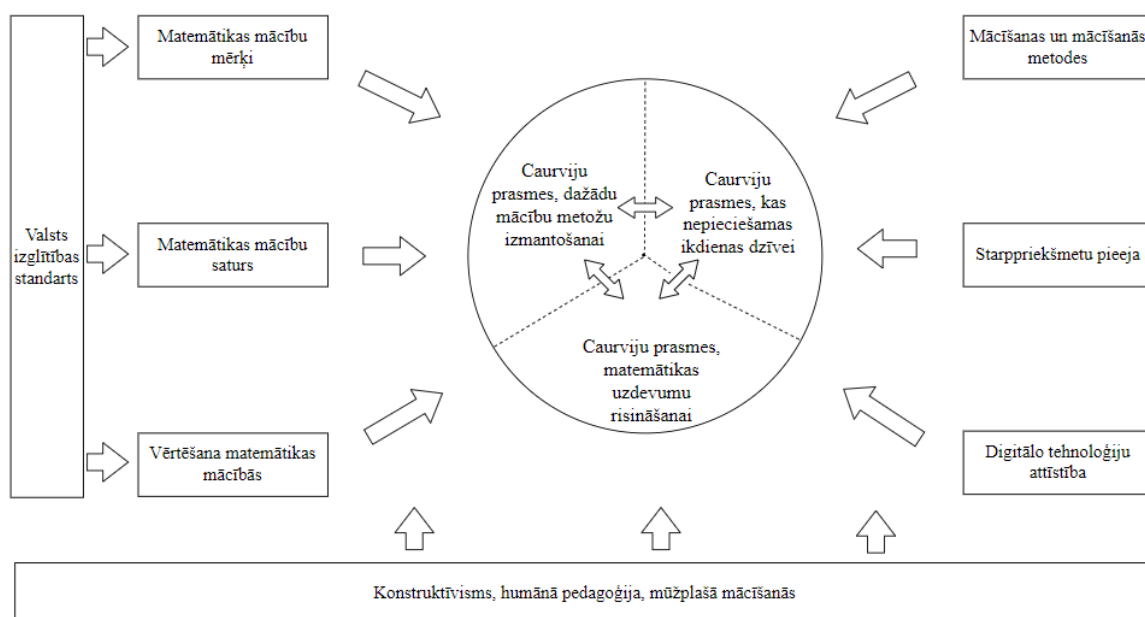 Valsts
izglītības
standarts
Matemātikas mācību
mērķi
Matemātikas mācību
saturs
Vērtēšana matemātikas
mācībās
Caurviju
prasmes, dažādu
mācību metožu
izmantošanai
Caurviju
prasmes, kas
nepieciešamas
ikdienas dzīvei
Caurviju prasmes,
matemātikas
uzdevumu
risināšanai
Mācīšanas un mācīšanās
metodes
Starppriekšmetu pieeja
Digitālo tehnoloģiju
attīstība
Konstruktīvisms, humānā pedagoģija, mūžplašā mācīšanās